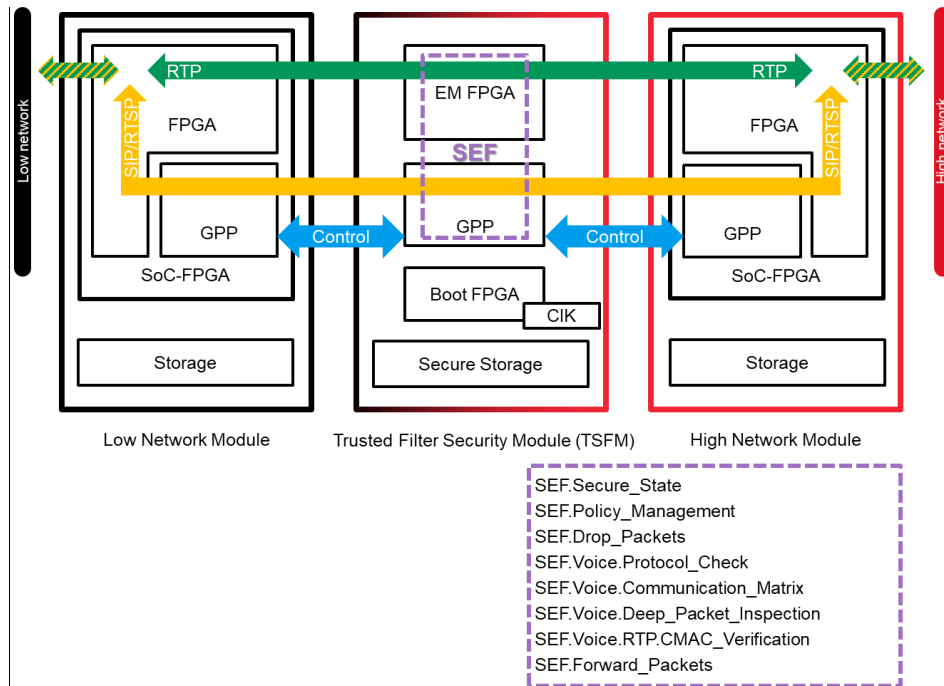 Low network
High network
RTP
RTP
EM FPGA
FPGA
FPGA
SIP/RTSP
SIP/RTSP
SEF
GPP
GPP
GPP
Control
Control
SoC-FPGA
SoC-FPGA
Boot FPGA
CIK
Storage
Secure Storage
Storage
Low Network Module
Trusted Filter Security Module (TSFM)
High Network Module
SEF.Secure_State
SEF.Policy_Management
SEF.Drop_Packets
SEF.Voice.Protocol_Check
SEF.Voice.Communication_Matrix
SEF.Voice.Deep_Packet_Inspection
SEF.Voice.RTP.CMAC_Verification
SEF.Forward_Packets